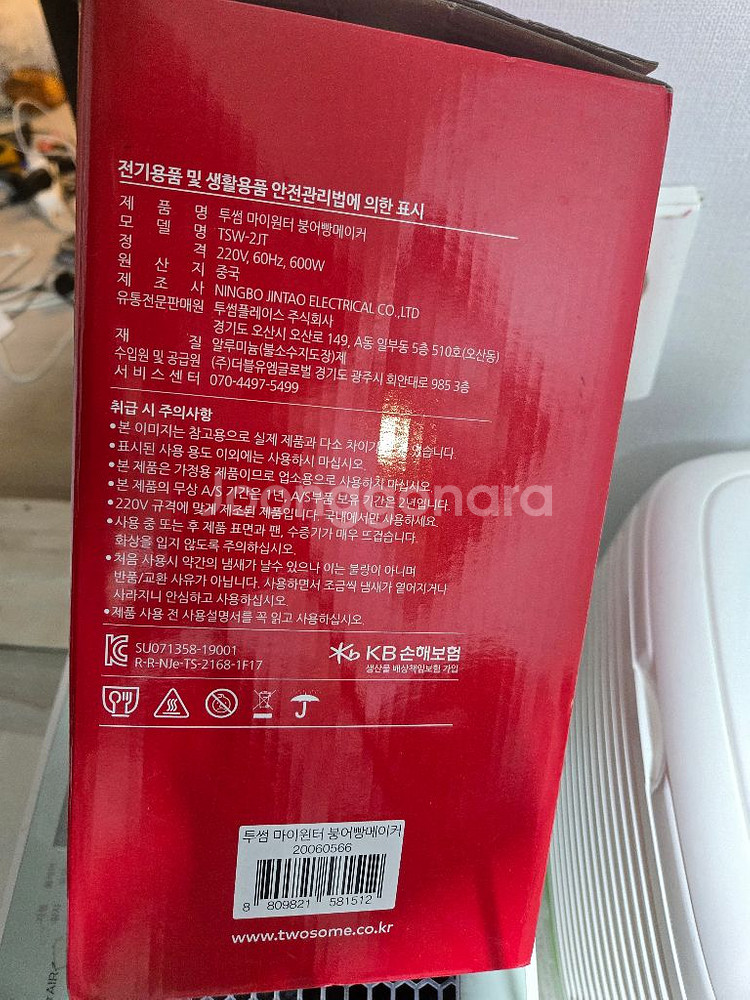 전기용품 및 생활용품 안전관리법에 의한 표시
제 품 명 투썸 마이윈터 붕어빵메이커
모 델 명 TSW-2JT
정 격 220V, 60Hz, 600W
원 산 지 중국
제 조 사 NINGBO JINTAO ELECTRICAL CO.,LTD
유통전문판매원 투썸플레이스 주식회사
경기도 오산시 오산로 149, A동 일부동 5층 510호(오산동)
재 질 알루미늄(불소수지도장)제
수입원 및 공급원 (주)더블유엠글로벌 경기도 광주시 회안대로 985 3층
서비스센터 070-4497-5499
취급 시 주의사항
•본 이미지는 참고용으로 실제 제품과 다소 차이가 있습니다.
•표시된 사용 용도 이외에는 사용하시 마십시오.
•본 제품은 가정용 제품이므로 업소용으로 사용하지 마십시오.
•본 제품의 무상 A/S 기간은 1년, A/S부품 보유 기간은 2년입니다.
•220V 규격에 맞게 제조된 제품입니다. 국내에서만 사용하세요.
•사용 중 또는 후 제품 표면과 팬, 수증기가 매우 뜨겁습니다.
화상을 입지 않도록 주의하십시오.
•처음 사용시 약간의 냄새가 날수 있으나 이는 불량이 아니며
반품/교환 사유가 아닙니다. 사용하면서 조금씩 냄새가 옅어지거나
사라지니 안심하고 사용하십시오.
•제품 사용 전 사용설명서를 꼭 읽고 사용하십시오.
SU071358-19001
R-R-NJe-TS-2168-1F17
KB손해보험
생산물 배상책임보험 가입
투썸 마이윈터 붕어빵메이커
20060566
8 809821 581512
www.twosome.co.kr
Joonggonara
AIR